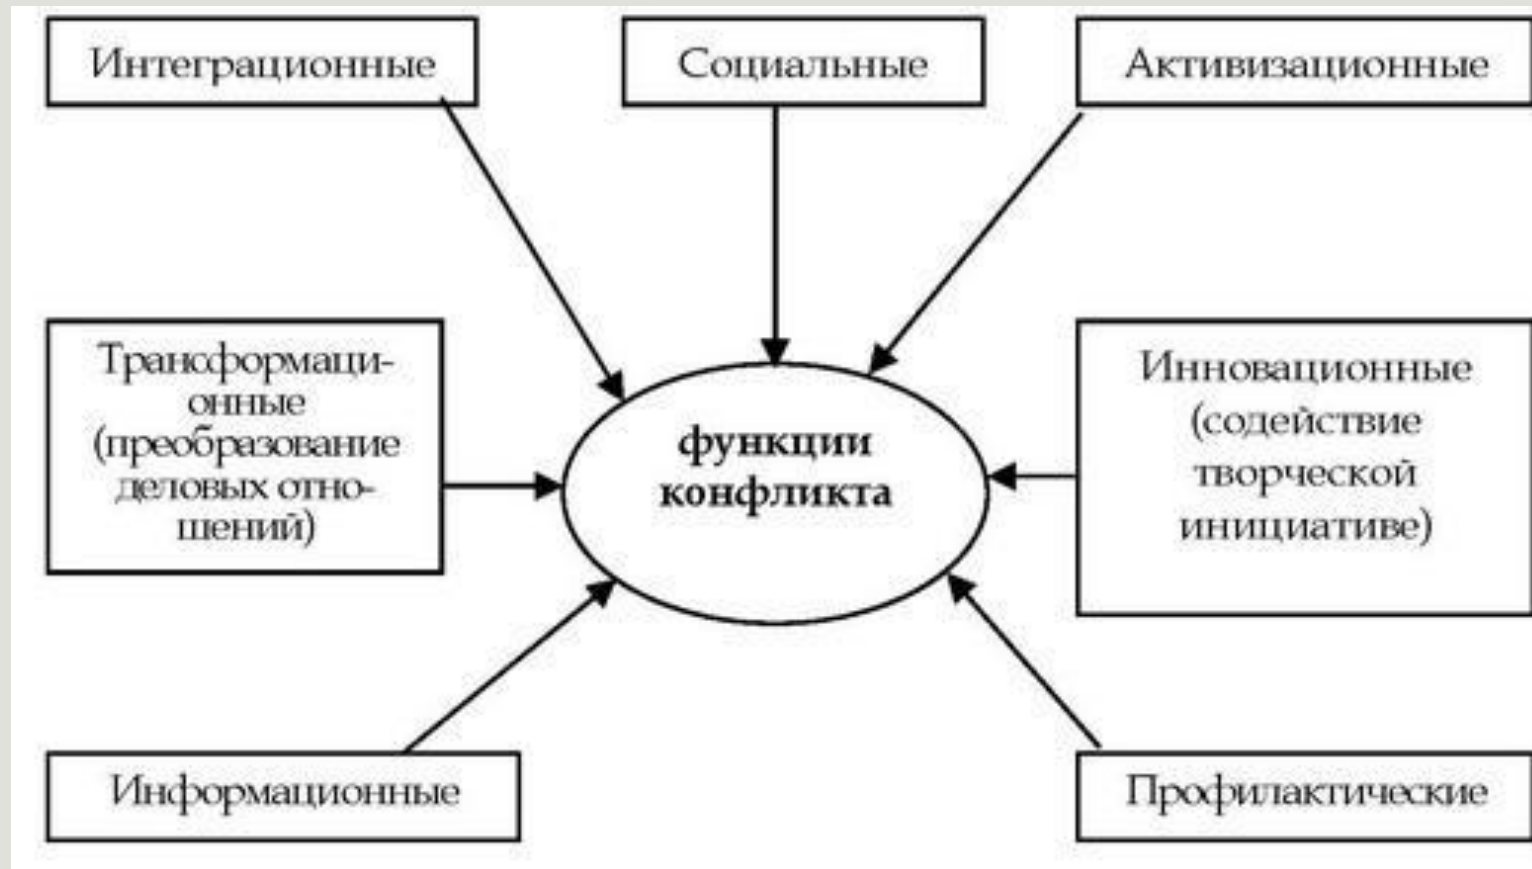 Интеграционные
Социальные
Активизационные
Трансформаци-
онные
(преобразование
деловых отно-
шений)
функции
конфликта
Инновационные
(содействие
творческой
инициативе)
Информационные
Профилактические